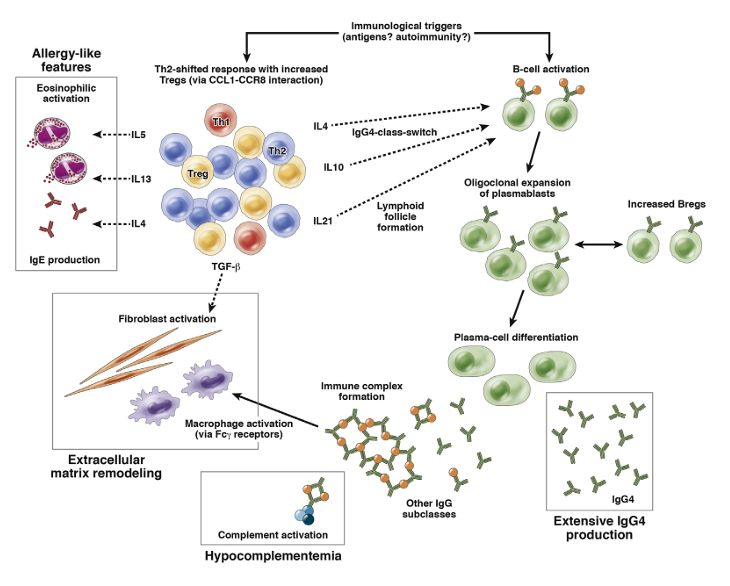 Immunological triggers
(antigens? autoimmunity?)
Allergy-like
features
Th2-shifted response with increased
Tregs (via CCL1-CCR8 interaction)
B-cell activation
Eosinophilic
activation
Th1
Th2
Treg
IL5
IL13
IL4
IgE production
IL4
IgG4-class-switch
IL10
IL21
Lymphoid
follicle
formation
Oligoclonal expansion
of plasmablasts
Increased Bregs
TGF-β
Fibroblast activation
Plasma-cell differentiation
Immune complex
formation
Macrophage activation
(via Fcγ receptors)
Extracellular
matrix remodeling
Other IgG
subclasses
IgG4
Extensive IgG4
production
Complement activation
Hypocomplementemia